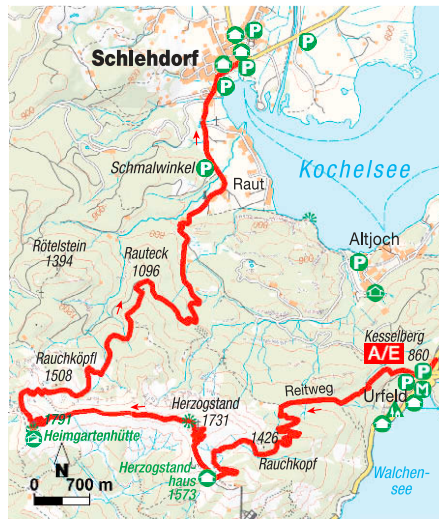 P
P
P
P
Schlehdorf
P
600
Schmalwinkel
P
Raut
Kochelsee
Altjoch
P
Rötelstein
1394
Rauteck
1096
Kesselberg
860
A/E
P
P
M
Urfeld
Rauchköpfl
1508
Reitweg
Herzogstand
1731
1426
Rauchkopf
1791
Heimgartenhütte
Herzogstand-
haus
1573
Walchen-
see
N
0 700 m